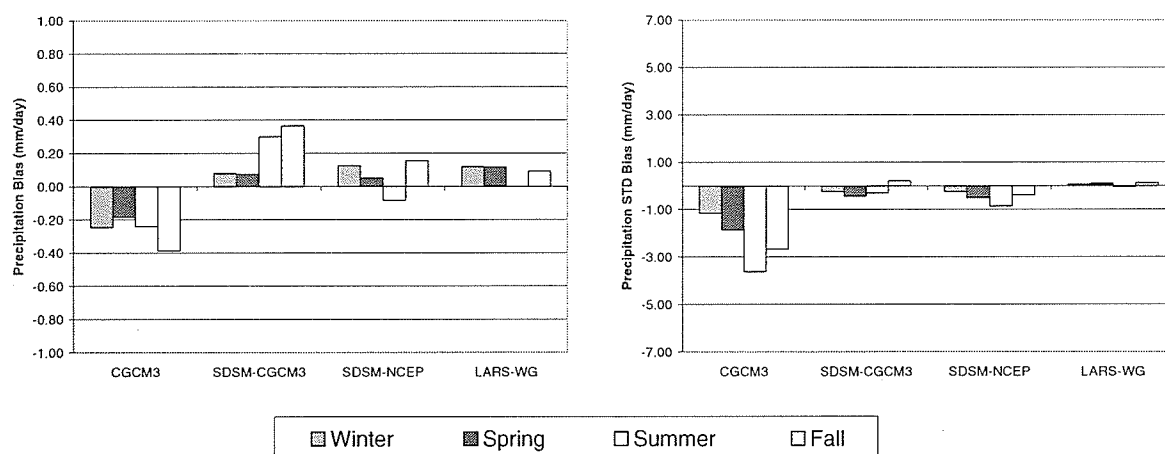 Precipitation Bias (mm/day)
1.00
0.80
0.60
0.40
0.20
0.00
-0.20
-0.40
-0.60
-0.80
-1.00
CGCM3
SDSM-CGCM3
SDSM-NCEP
LARS-WG
Precipitation STD Bias (mm/day)
7.00
5.00
3.00
1.00
-1.00
-3.00
-5.00
-7.00
CGCM3
SDSM-CGCM3
SDSM-NCEP
LARS-WG
Winter
Spring
Summer
Fall